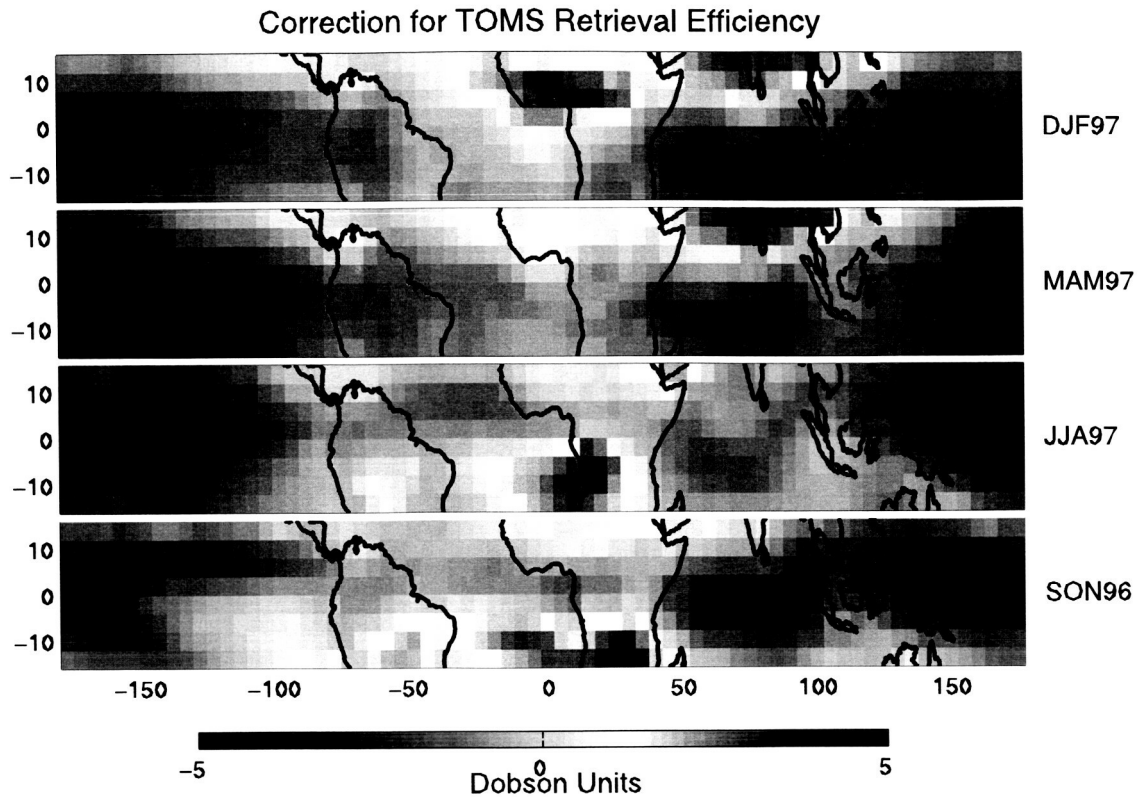 Correction for TOMS Retrieval Efficiency
10
0
−10
DJF97
10
0
−10
MAM97
10
0
−10
JJA97
10
0
−10
SON96
−150 −100 −50 0 50 100 150
−5 0 5
Dobson Units